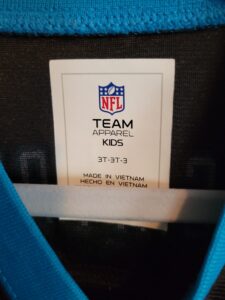 NFL
TEAM
APPAREL
KIDS
3T-3T-3
MADE IN VIETNAM
HECHO EN VIETNAM